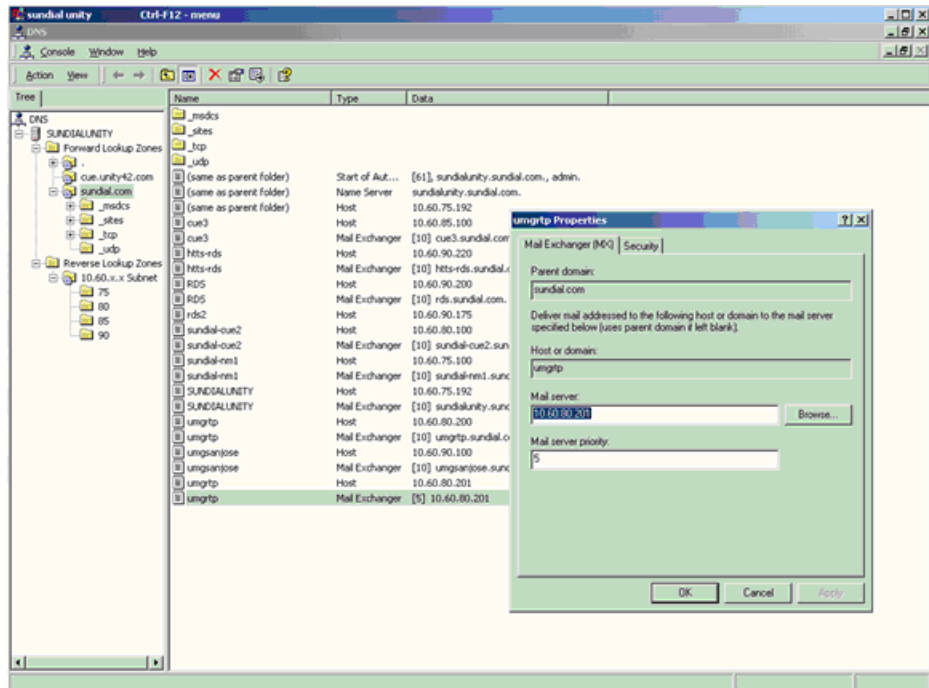 sundial unity Ctrl-F12 - menu
DNS
Console Window Help
Action View
Tree
DNS
SUNDIALUNITY
Forward Lookup Zones
.
cue.unity42.com
sundial.com
_msdcs
_sites
_tcp
_udp
Reverse Lookup Zones
10.60.x.x Subnet
75
80
85
90
Name Type Data
_msdcs
_sites
_tcp
_udp
(same as parent folder) Start of Aut... [61], sundialunity.sundial.com., admin.
(same as parent folder) Name Server sundialunity.sundial.com.
(same as parent folder) Host 10.60.75.192
cue3 Host 10.60.85.100
cue3 Mail Exchanger [10] cue3.sundial.com
htts-rds Host 10.60.90.220
htts-rds Mail Exchanger [10] htts-rds.sundial.c
RDS Host 10.60.90.200
RDS Mail Exchanger [10] rds.sundial.com.
rds2 Host 10.60.90.175
sundial-cue2 Host 10.60.80.100
sundial-cue2 Mail Exchanger [10] sundial-cue2.sun
sundial-nm1 Host 10.60.75.100
sundial-nm1 Mail Exchanger [10] sundial-nm1.sund
SUNDIALUNITY Host 10.60.75.192
SUNDIALUNITY Mail Exchanger [10] sundialunity.sund
umgrtp Host 10.60.80.200
umgrtp Mail Exchanger [10] umgrtp.sundial.co
umgsanjose Host 10.60.90.100
umgsanjose Mail Exchanger [10] umgsanjose.sund
umgrtp Host 10.60.80.201
umgrtp Mail Exchanger [5] 10.60.80.201
umgrtp Properties
Mail Exchanger (MX) Security
Parent domain:
sundial.com
Deliver mail addressed to the following host or domain to the mail server
specified below (uses parent domain if left blank).
Host or domain:
umgrtp
Mail server:
10.60.80.201 Browse...
Mail server priority:
5
OK Cancel Apply